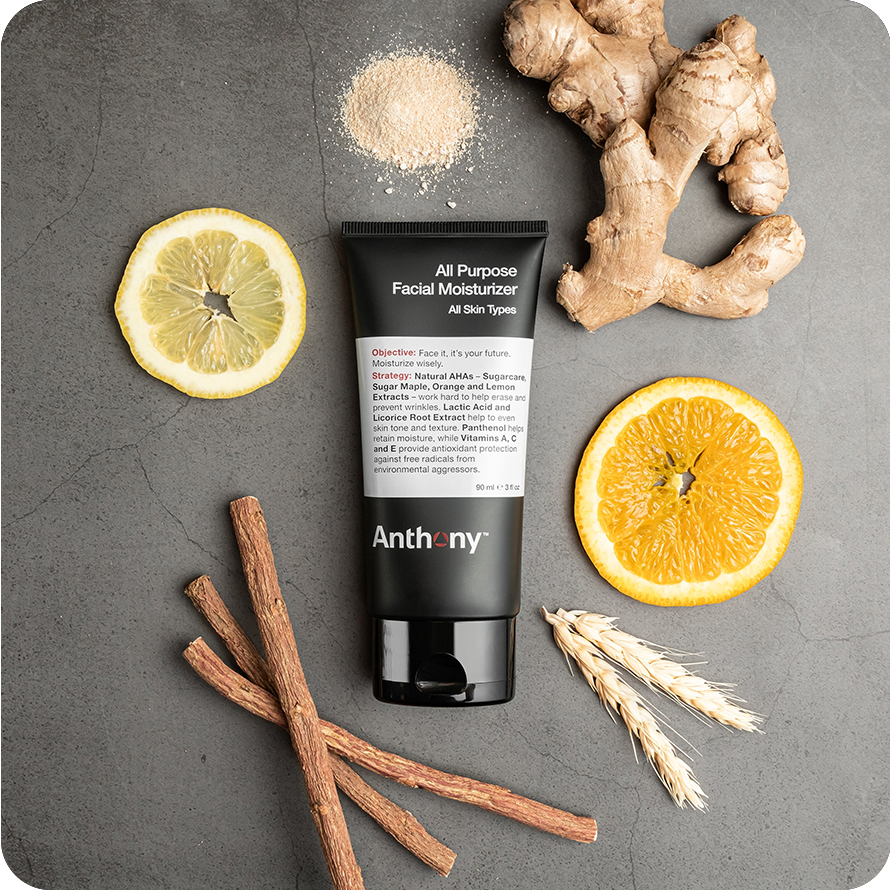 All Purpose
Facial Moisturizer
All Skin Types
Objective: Face it, it's your future.
Moisturize wisely.
Strategy: Natural AHAs – Sugarcare,
Sugar Maple, Orange and Lemon
Extracts – work hard to help erase and
prevent wrinkles. Lactic Acid and
Licorice Root Extract help to even
skin tone and texture. Panthenol helps
retain moisture, while Vitamins A, C
and E provide antioxidant protection
against free radicals from
environmental aggressors.
90 ml ℮ 3 fl oz
Anthony™